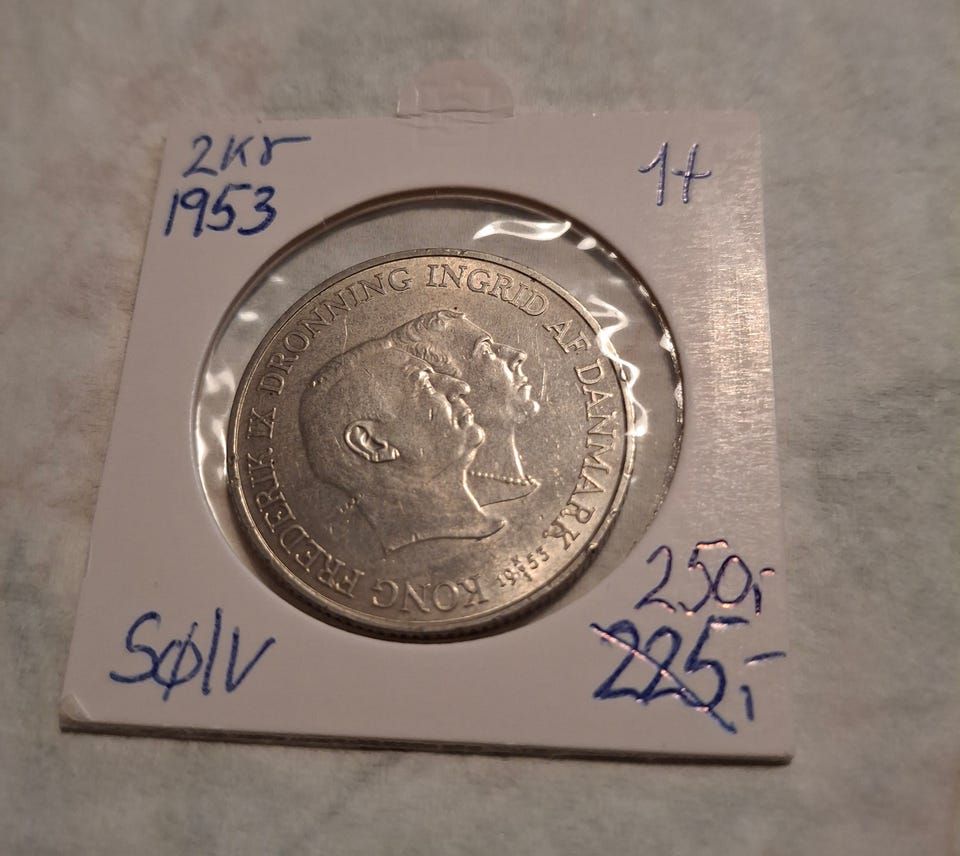 2Kr
1953
1+
KONG FREDERIK IX DRONNING INGRID AF DANMARK
1953
Sølv
250,-
225,-